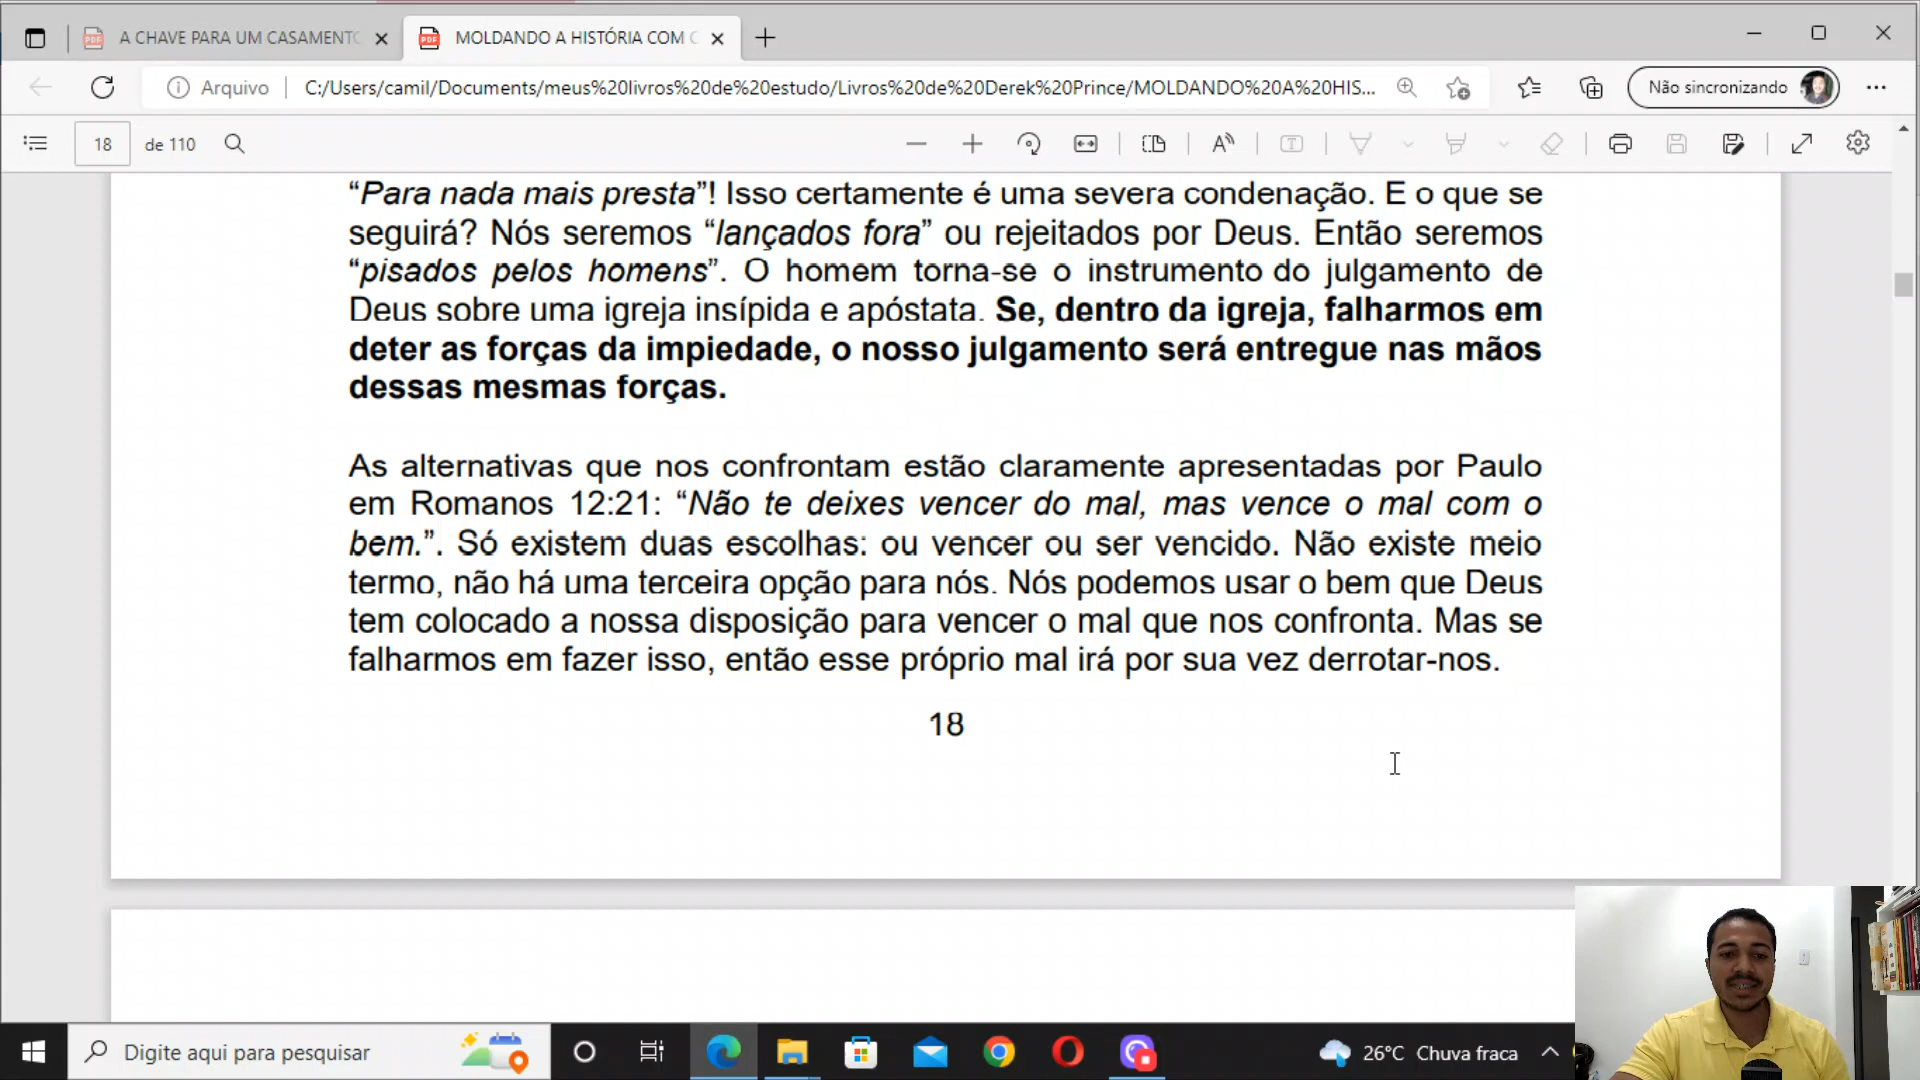 A CHAVE PARA UM CASAMENTO
MOLDANDO A HISTÓRIA COM
Arquivo
C:/Users/camil/Documents/meus%20livros%20de%20estudo/Livros%20de%20Derek%20Prince/MOLDANDO%20A%20HIS...
Não sincronizando
18 de 110
“Para nada mais presta”! Isso certamente é uma severa condenação. E o que se
seguirá? Nós seremos “lançados fora” ou rejeitados por Deus. Então seremos
“pisados pelos homens”. O homem torna-se o instrumento do julgamento de
Deus sobre uma igreja insípida e apóstata. Se, dentro da igreja, falharmos em
deter as forças da impiedade, o nosso julgamento será entregue nas mãos
dessas mesmas forças.
As alternativas que nos confrontam estão claramente apresentadas por Paulo
em Romanos 12:21: “Não te deixes vencer do mal, mas vence o mal com o
bem.”. Só existem duas escolhas: ou vencer ou ser vencido. Não existe meio
termo, não há uma terceira opção para nós. Nós podemos usar o bem que Deus
tem colocado a nossa disposição para vencer o mal que nos confronta. Mas se
falharmos em fazer isso, então esse próprio mal irá por sua vez derrotar-nos.
18
Digite aqui para pesquisar
26°C Chuva fraca